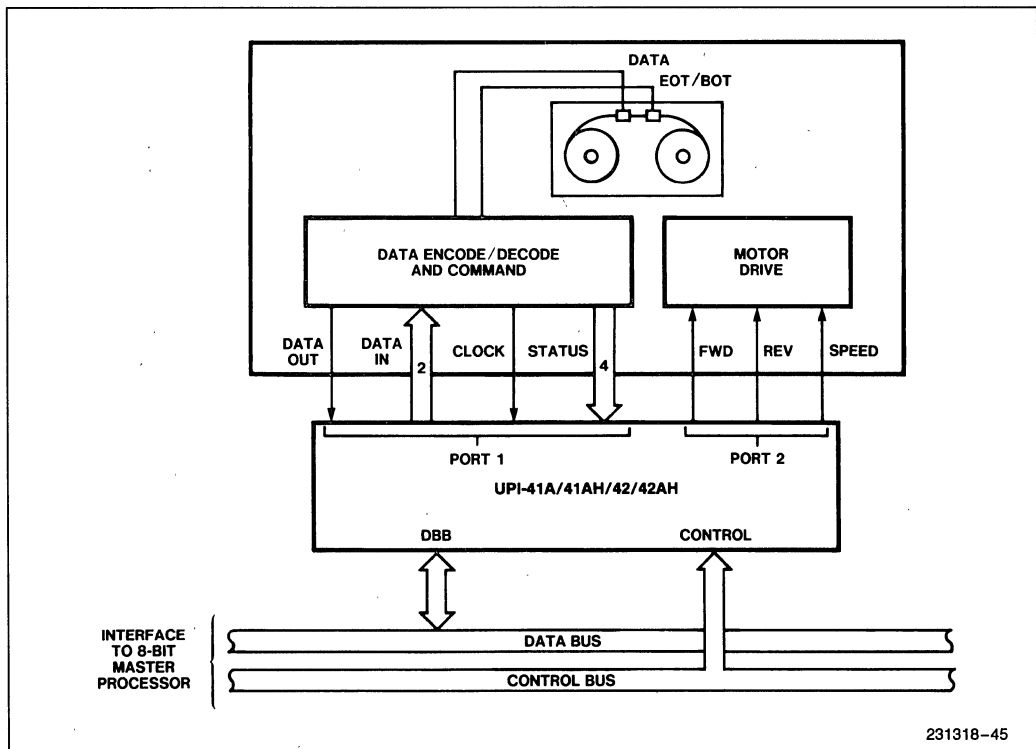 DATA
EOT/BOT
DATA ENCODE/DECODE
AND COMMAND
MOTOR
DRIVE
DATA
OUT
DATA
IN
2
CLOCK
STATUS
4
FWD
REV
SPEED
PORT 1
PORT 2
UPI-41A/41AH/42/42AH
DBB
CONTROL
INTERFACE
TO 8-BIT
MASTER
PROCESSOR
DATA BUS
CONTROL BUS
231318-45